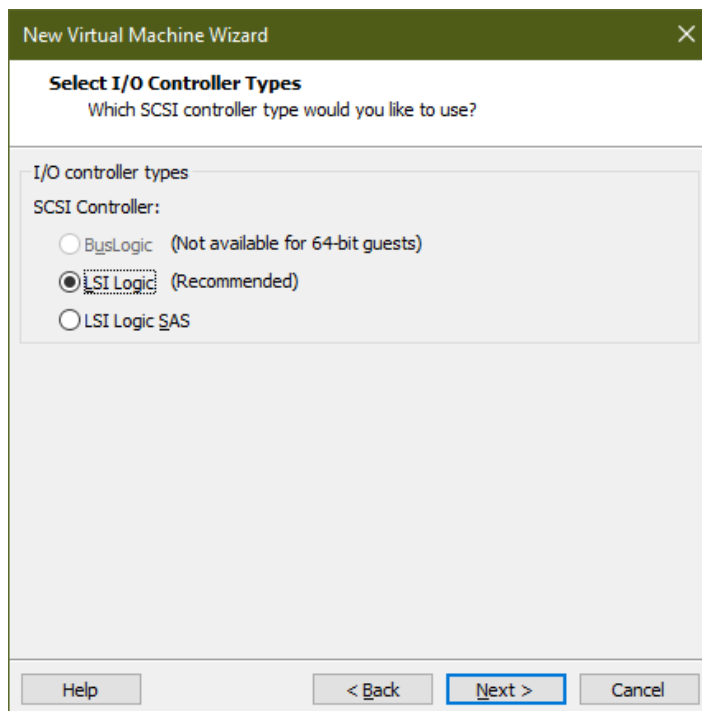 New Virtual Machine Wizard
Select I/O Controller Types
Which SCSI controller type would you like to use?
I/O controller types
SCSI Controller:
BusLogic (Not available for 64-bit guests)
LSI Logic (Recommended)
LSI Logic SAS
Help < Back Next > Cancel